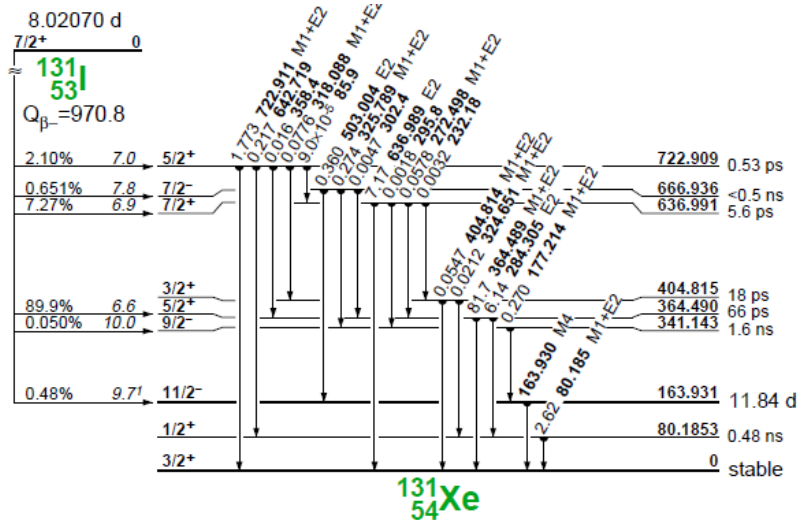 8.02070 d
7/2+ 0
131
53I
Qβ−=970.8
1.773 722.911 M1+E2
0.217 642.719
0.016 358.4
0.0776 318.088 M1+E2
9.0×10-5 85.9
0.360 503.004 E2
0.274 325.789 M1+E2
0.0047 302.4
7.17 636.989 E2
0.0018 295.8
0.0578 272.498 M1+E2
0.0032 232.18
0.0547 404.814 M1+E2
0.0212 324.651 M1+E2
81.7 364.489 M1+E2
6.14 284.305 E2
0.270 177.214 M1+E2
163.930 M4
2.62 80.185 M1+E2
2.10% 7.0 5/2+ 722.909 0.53 ps
0.651% 7.8 7/2− 666.936 <0.5 ns
7.27% 6.9 7/2+ 636.991 5.6 ps
3/2+ 404.815 18 ps
89.9% 6.6 5/2+ 364.490 66 ps
0.050% 10.0 9/2− 341.143 1.6 ns
0.48% 9.7¹ 11/2− 163.931 11.84 d
1/2+ 80.1853 0.48 ns
3/2+ 0 stable
131
54Xe